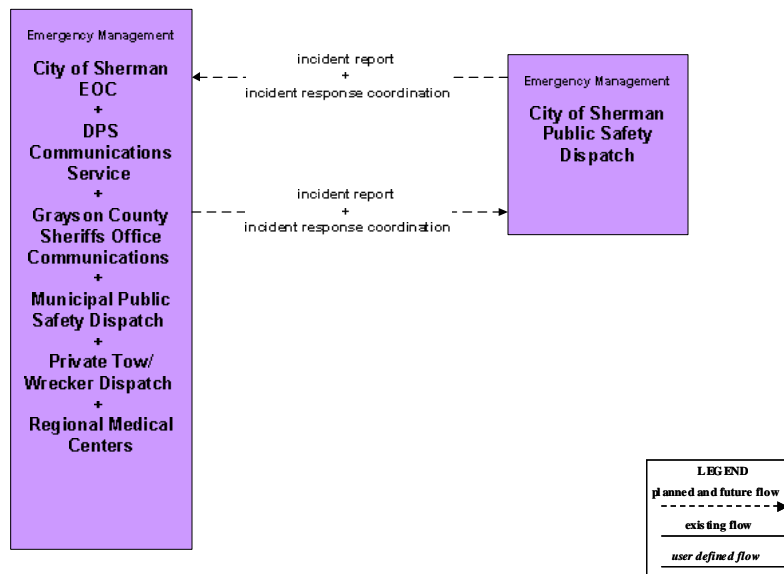 Emergency Management
City of Sherman
EOC
+
DPS
Communications
Service
+
Grayson County
Sheriffs Office
Communications
+
Municipal Public
Safety Dispatch
+
Private Tow/
Wrecker Dispatch
+
Regional Medical
Centers
incident report
+
incident response coordination
incident report
+
incident response coordination
Emergency Management
City of Sherman
Public Safety
Dispatch
LEGEND
planned and future flow
existing flow
user defined flow